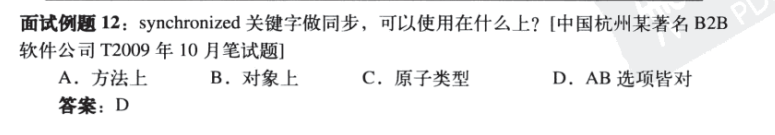 面试例题 12：synchronized 关键字做同步，可以使用在什么上？[中国杭州某著名 B2B
软件公司 T2009 年 10 月笔试题]
A．方法上 B．对象上 C．原子类型 D．AB 选项皆对
答案：D